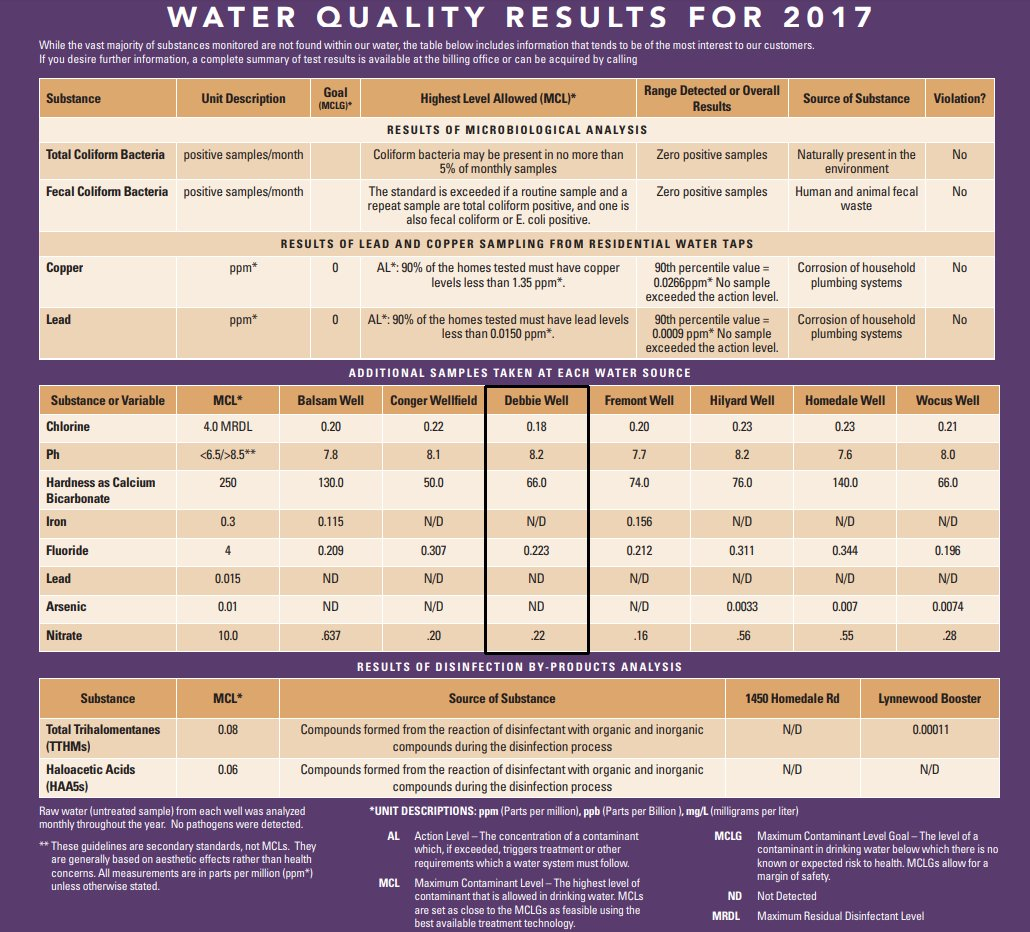 WATER QUALITY RESULTS FOR 2017
While the vast majority of substances monitored are not found within our water, the table below includes information that tends to be of the most interest to our customers.
If you desire further information, a complete summary of test results is available at the billing office or can be acquired by calling
Substance Unit Description Goal (MCLG)* Highest Level Allowed (MCL)* Range Detected or Overall Results Source of Substance Violation?
RESULTS OF MICROBIOLOGICAL ANALYSIS
Total Coliform Bacteria positive samples/month Coliform bacteria may be present in no more than 5% of monthly samples Zero positive samples Naturally present in the environment No
Fecal Coliform Bacteria positive samples/month The standard is exceeded if a routine sample and a repeat sample are total coliform positive, and one is also fecal coliform or E. coli positive. Zero positive samples Human and animal fecal waste No
RESULTS OF LEAD AND COPPER SAMPLING FROM RESIDENTIAL WATER TAPS
Copper ppm* 0 AL*: 90% of the homes tested must have copper levels less than 1.35 ppm*. 90th percentile value = 0.0266ppm* No sample exceeded the action level. Corrosion of household plumbing systems No
Lead ppm* 0 AL*: 90% of the homes tested must have lead levels less than 0.0150 ppm*. 90th percentile value = 0.0009 ppm* No sample exceeded the action level. Corrosion of household plumbing systems No
ADDITIONAL SAMPLES TAKEN AT EACH WATER SOURCE
Substance or Variable MCL* Balsam Well Conger Wellfield Debbie Well Fremont Well Hilyard Well Homedale Well Wocus Well
Chlorine 4.0 MRDL 0.20 0.22 0.18 0.20 0.23 0.23 0.21
Ph <6.5/>8.5** 7.8 8.1 8.2 7.7 8.2 7.6 8.0
Hardness as Calcium Bicarbonate 250 130.0 50.0 66.0 74.0 76.0 140.0 66.0
Iron 0.3 0.115 N/D N/D 0.156 N/D N/D N/D
Fluoride 4 0.209 0.307 0.223 0.212 0.311 0.344 0.196
Lead 0.015 ND N/D ND N/D N/D N/D N/D
Arsenic 0.01 ND N/D ND N/D 0.0033 0.007 0.0074
Nitrate 10.0 .637 .20 .22 .16 .56 .55 .28
RESULTS OF DISINFECTION BY-PRODUCTS ANALYSIS
Substance MCL* Source of Substance 1450 Homedale Rd Lynnewood Booster
Total Trihalomentanes (TTHMs) 0.08 Compounds formed from the reaction of disinfectant with organic and inorganic compounds during the disinfection process N/D 0.00011
Haloacetic Acids (HAA5s) 0.06 Compounds formed from the reaction of disinfectant with organic and inorganic compounds during the disinfection process N/D N/D
Raw water (untreated sample) from each well was analyzed
monthly throughout the year. No pathogens were detected.
** These guidelines are secondary standards, not MCLs. They
are generally based on aesthetic effects rather than health
concerns. All measurements are in parts per million (ppm*)
unless otherwise stated.
*UNIT DESCRIPTIONS: ppm (Parts per million), ppb (Parts per Billion ), mg/L (milligrams per liter)
AL Action Level – The concentration of a contaminant
which, if exceeded, triggers treatment or other
requirements which a water system must follow.
MCL Maximum Contaminant Level – The highest level of
contaminant that is allowed in drinking water. MCLs
are set as close to the MCLGs as feasible using the
best available treatment technology.
MCLG Maximum Contaminant Level Goal – The level of a
contaminant in drinking water below which there is no
known or expected risk to health. MCLGs allow for a
margin of safety.
ND Not Detected
MRDL Maximum Residual Disinfectant Level